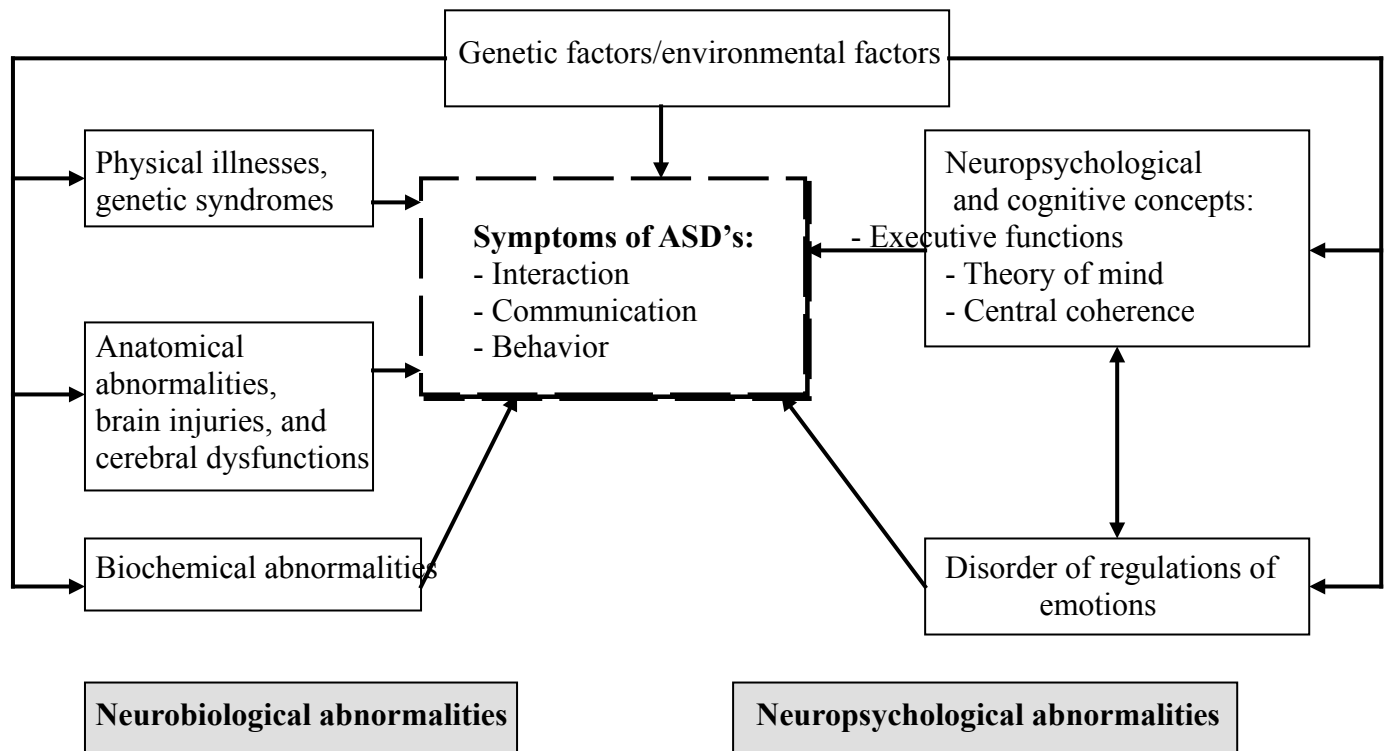 Genetic factors/environmental factors
Physical illnesses,
genetic syndromes
Anatomical
abnormalities,
brain injuries, and
cerebral dysfunctions
Biochemical abnormalities
Symptoms of ASD’s:
- Interaction
- Communication
- Behavior
Neuropsychological
and cognitive concepts:
- Executive functions
- Theory of mind
- Central coherence
Disorder of regulations of
emotions
Neurobiological abnormalities
Neuropsychological abnormalities